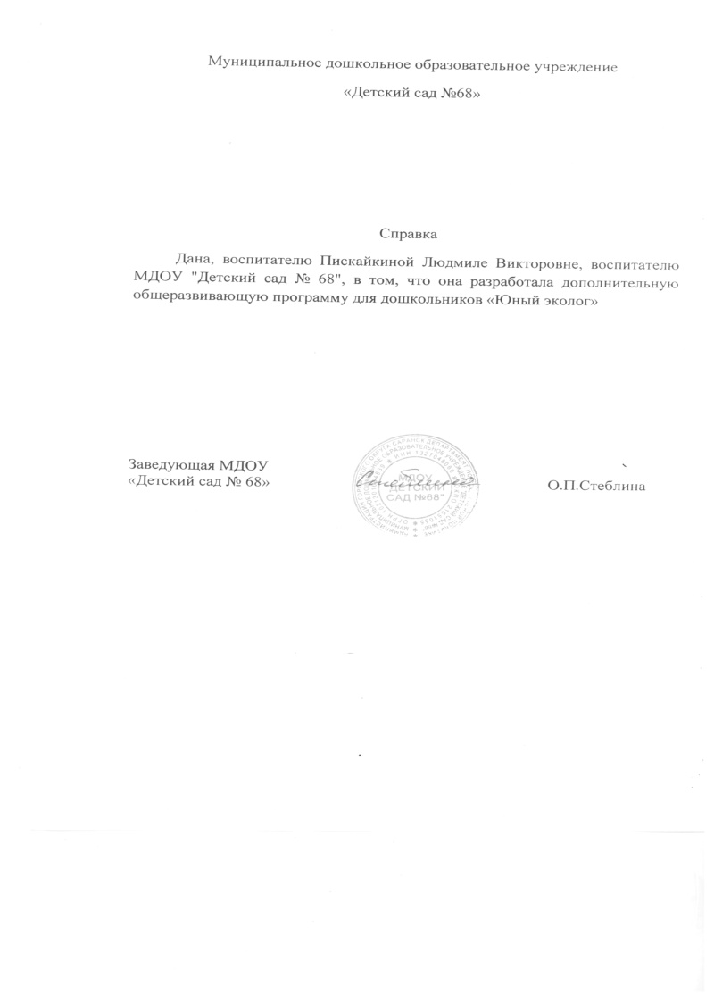 Муниципальное дошкольное образовательное учреждение
«Детский сад №68»
Справка
Дана, воспитателю Пискайкиной Людмиле Викторовне, воспитателю
МДОУ "Детский сад № 68", в том, что она разработала дополнительную
общеразвивающую программу для дошкольников «Юный эколог»
Заведующая МДОУ
«Детский сад № 68»
МДОУ
"ДЕТСКИЙ
САД №68"
О.П.Стеблина